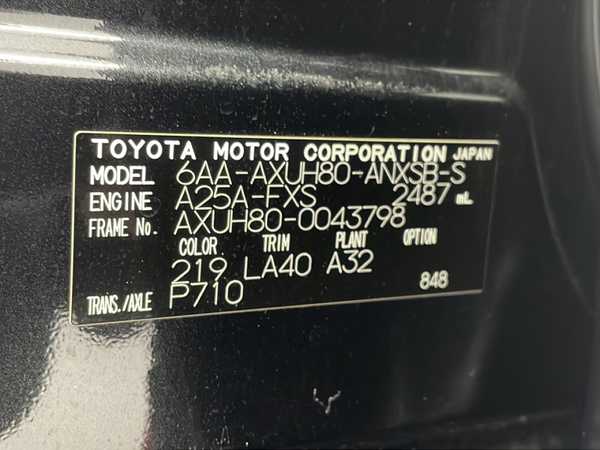 TOYOTA MOTOR CORPORATION JAPAN
MODEL 6AA-AXUH80-ANXSB-S
ENGINE A25A-FXS 2487 mL
FRAME No. AXUH80-0043798
COLOR TRIM PLANT OPTION
219 LA40 A32
TRANS./AXLE P710 848